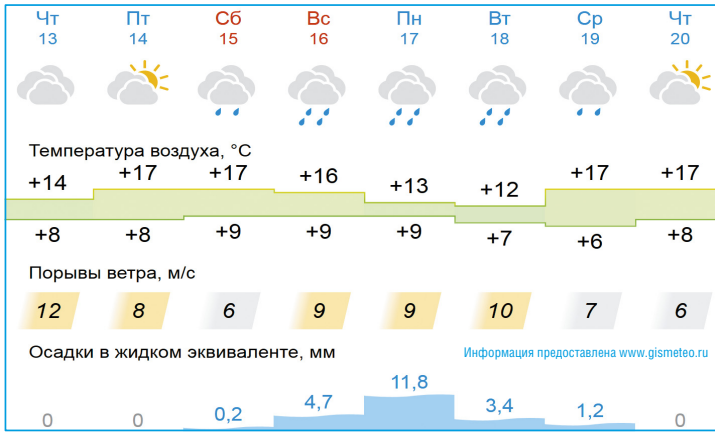 Чт Пт Сб Вс Пн Вт Ср Чт
13 14 15 16 17 18 19 20
Температура воздуха, °C
+14 +17 +17 +16 +13 +12 +17 +17
+8 +8 +9 +9 +9 +7 +6 +8
Порывы ветра, м/с
12 8 6 9 9 10 7 6
Осадки в жидком эквиваленте, мм Информация предоставлена www.gismeteo.ru
0 0 0,2 4,7 11,8 3,4 1,2 0